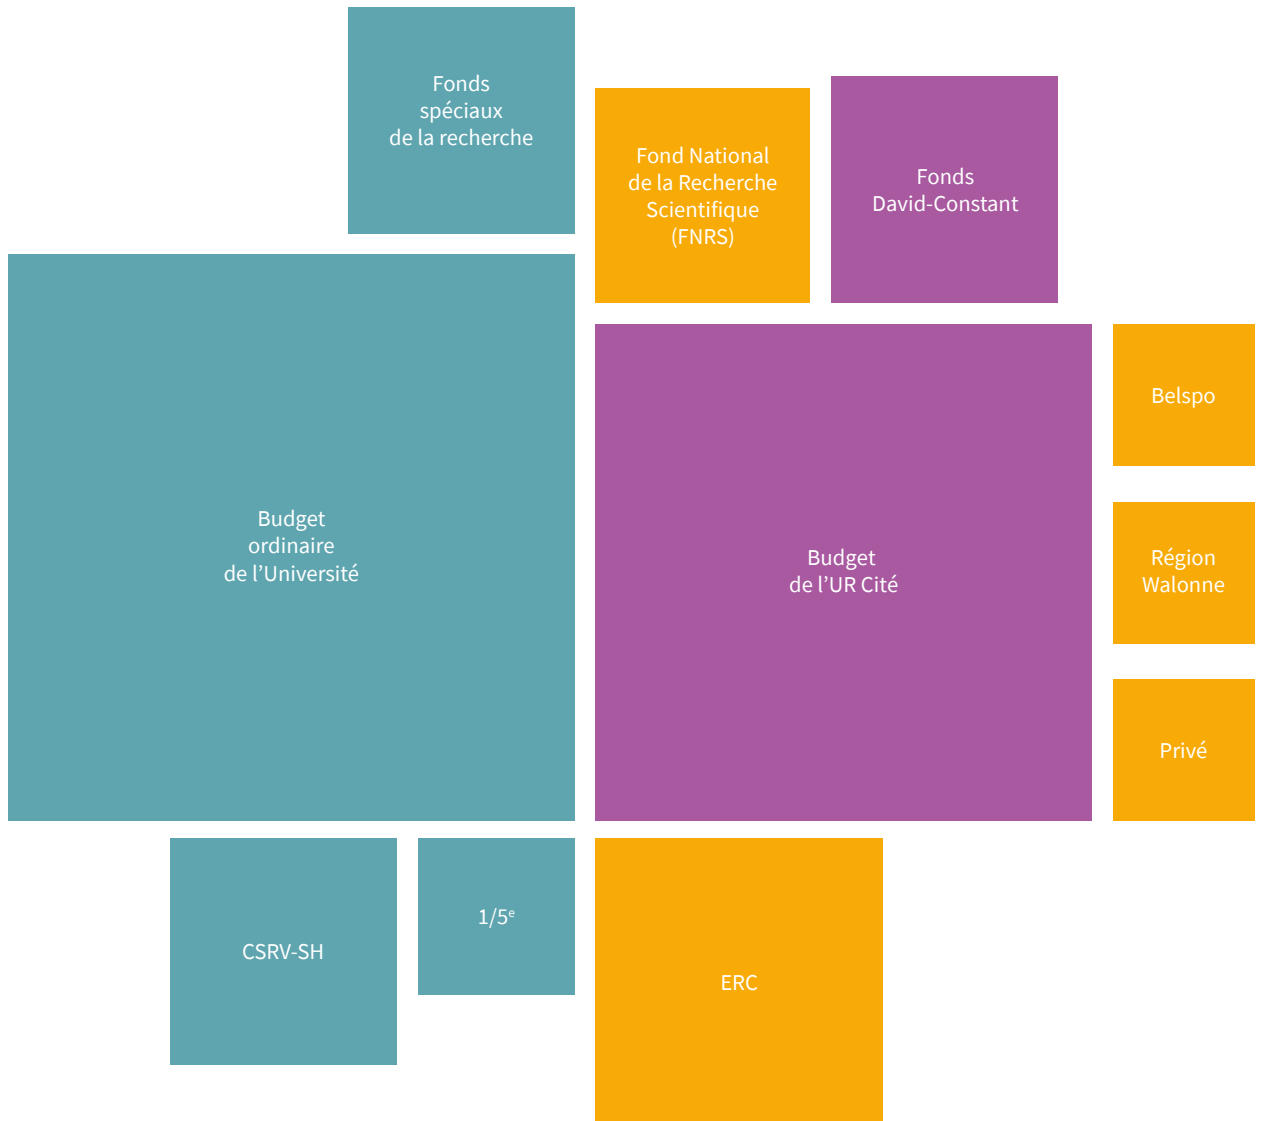 Fonds
spéciaux
de la recherche
Fond National
de la Recherche
Scientifique
(FNRS)
Fonds
David-Constant
Budget
ordinaire
de l’Université
Budget
de l’UR Cité
Belspo
Région
Walonne
Privé
CSRV-SH
1/5ᵉ
ERC